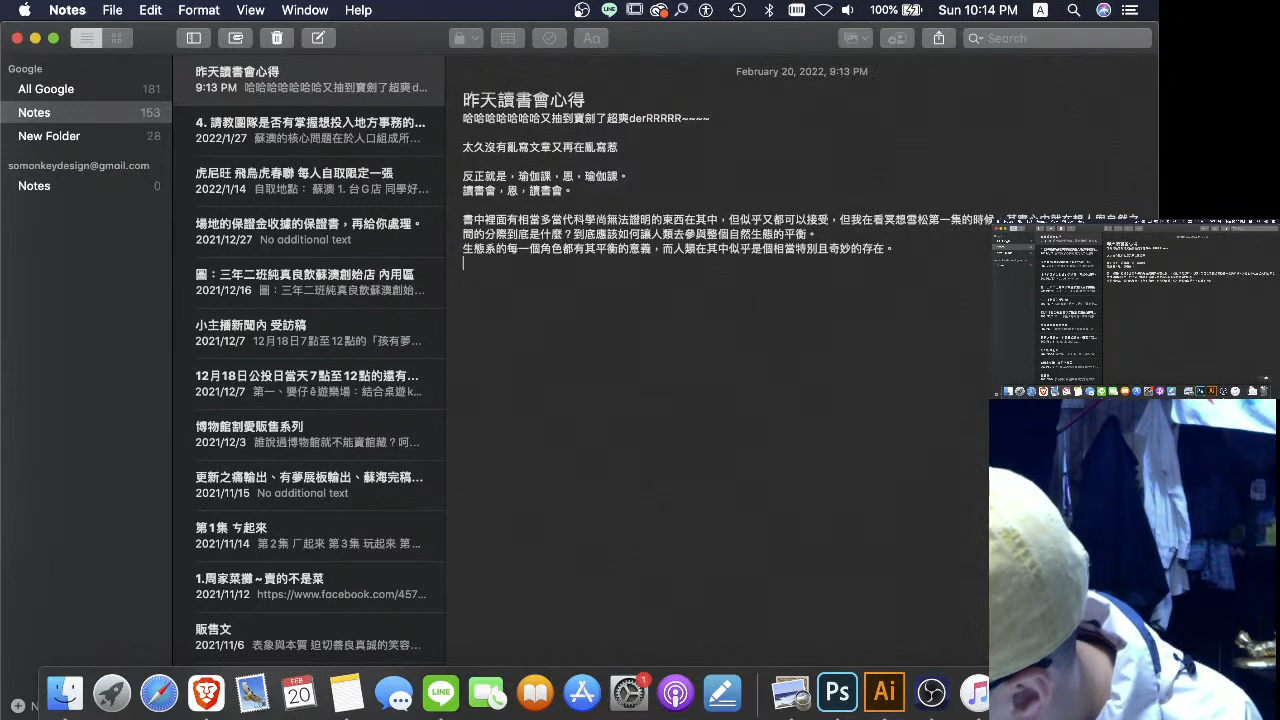 Notes File Edit Format View Window Help
100% Sun 10:14 PM A
Aa Search
Google
All Google 181
Notes 153
New Folder 28
somonkeydesign@gmail.com
Notes 0
昨天讀書會心得
9:13 PM 哈哈哈哈哈哈哈又抽到寶劍了超爽d...
4. 請教團隊是否有掌握想投入地方事務的...
2022/1/27 蘇澳的核心問題在於人口組成所...
虎尼旺 飛鳥虎春聯 每人自取限定一張
2022/1/14 自取地點： 蘇澳 1. 台G店 同學好...
場地的保證金收據的保證書，再給你處理。
2021/12/27 No additional text
圖：三年二班純真的歡蘇澳創始店 內用區
2021/12/16 圖：三年二班純真的歡蘇澳創始...
小主播新聞內 受訪稿
2021/12/7 12月18日7點至12點的「孩有夢...
12月18日公投日當天7點至12點的還有...
2021/12/7 第一、嬰仔ê遊樂場：結合桌遊k...
博物館割愛販售系列
2021/12/3 誰說過博物館就不能賣館藏？呵...
更新之痛輸出、有夢展板輸出、蘇海完稿...
2021/11/15 No additional text
第1集 ㄘ起來
2021/11/14 第２集 ㄏ起來 第３集 玩起來 第...
1.周家菜攤~賣的不是菜
2021/11/12 https://www.facebook.com/457...
販售文
2021/11/6 表象與本質 迫切善良真誠的笑容...
February 20, 2022, 9:13 PM
昨天讀書會心得
哈哈哈哈哈哈哈又抽到寶劍了超爽derRRRRR~~~~
太久沒有亂寫文章又再在亂寫惹
反正就是，瑜伽課，恩，瑜伽課。
讀書會，恩，讀書會。
書中裡面有相當多當代科學尚無法證明的東西在其中，但似乎又都可以接受，但我在看冥想雪松第一集的時候，其實心中就在想人與自然之
間的分際到底是什麼？到底應該如何讓人類去參與整個自然生態的平衡。
生態系的每一個角色都有其平衡的意義，而人類在其中似乎是個相當特別且奇妙的存在。
FEB
20
1
Ps Ai